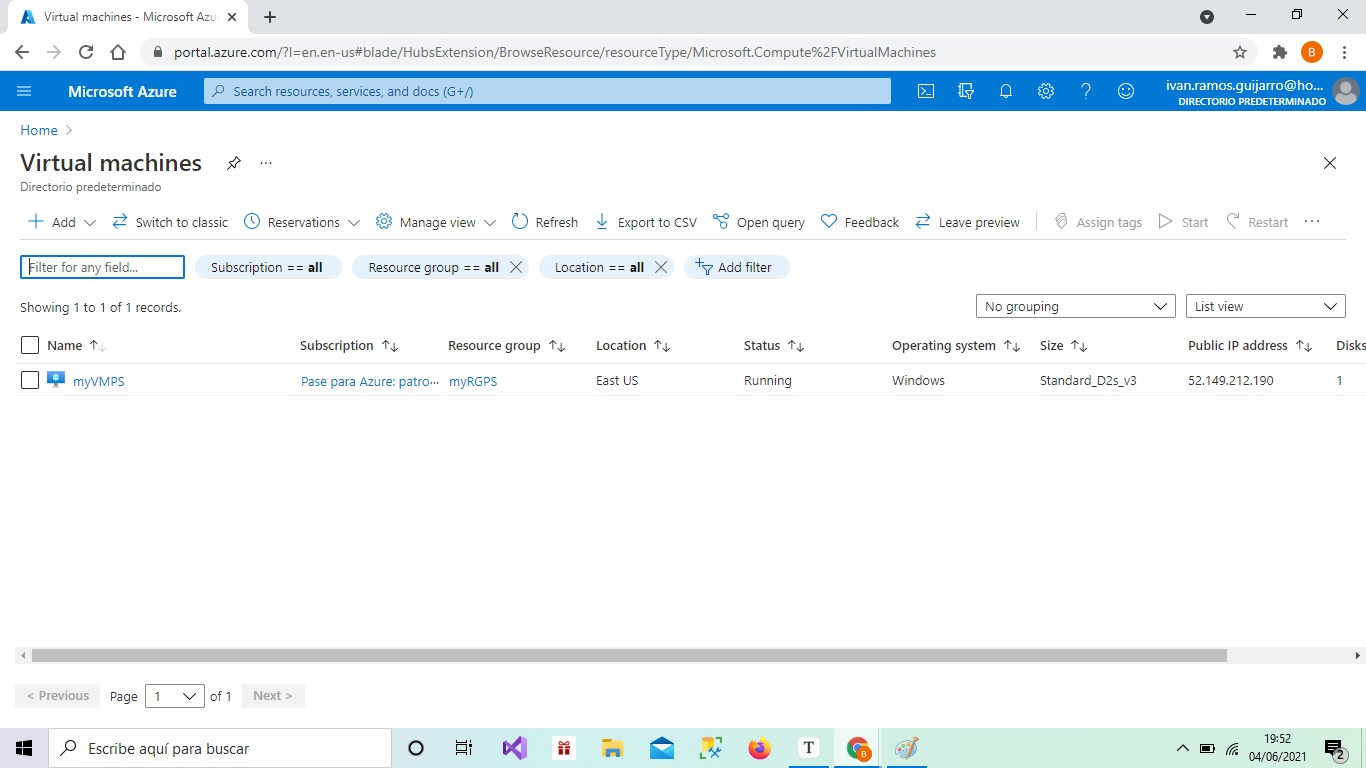 Virtual machines - Microsoft Azu
portal.azure.com/?l=en.en-us#blade/HubsExtension/BrowseResource/resourceType/Microsoft.Compute%2FVirtualMachines
B
Microsoft Azure
Search resources, services, and docs (G+/)
ivan.ramos.guijarro@ho...
DIRECTORIO PREDETERMINADO
Home
Virtual machines
Directorio predeterminado
Add Switch to classic Reservations Manage view Refresh Export to CSV Open query Feedback Leave preview Assign tags Start Restart
Filter for any field... Subscription == all Resource group == all Location == all Add filter
Showing 1 to 1 of 1 records. No grouping List view
Name Subscription Resource group Location Status Operating system Size Public IP address Disks
myVMPS Pase para Azure: patro··· myRGPS East US Running Windows Standard_D2s_v3 52.149.212.190 1
< Previous Page 1 of 1 Next >
Escribe aquí para buscar T B 19:52
04/06/2021 2